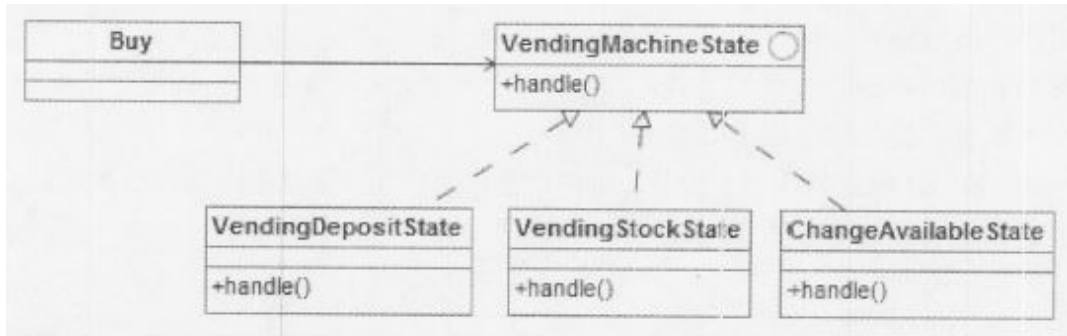 Buy
VendingMachineState
+handle()
VendingDepositState
+handle()
VendingStockState
+handle()
ChangeAvailableState
+handle()